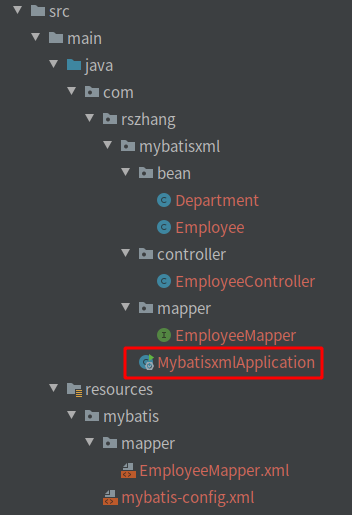 src
main
java
com
rszhang
mybatisxml
bean
Department
Employee
controller
EmployeeController
mapper
EmployeeMapper
MybatisxmlApplication
resources
mybatis
mapper
EmployeeMapper.xml
mybatis-config.xml